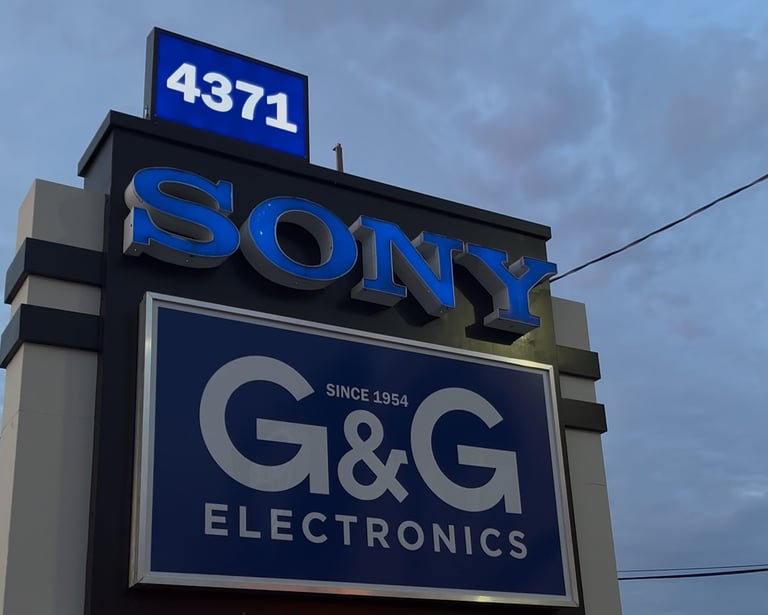 4371
SONY
SINCE 1954
G&G
ELECTRONICS